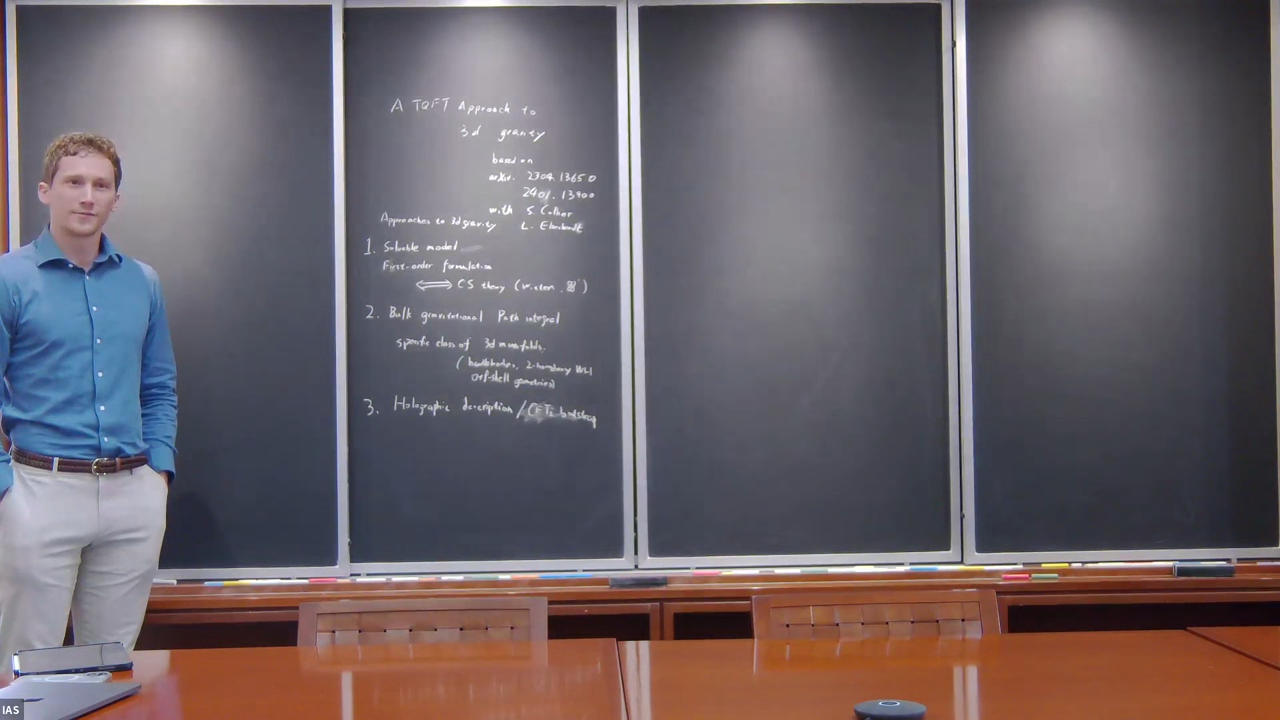 A TQFT Approach to
3d gravity
based on
arXiv. 2304.13650
2401.13900
with S. Collier
L. Eberhardt
Approaches to 3d gravity
1. Solvable model
First-order formulation
⟺ CS theory (Witten, '88)
2. Bulk gravitational Path integral
specific class of 3d manifolds.
(handlebodies, 2-boundary WH
off-shell geometries)
3. Holographic description / CFT2 bootstrap
IAS